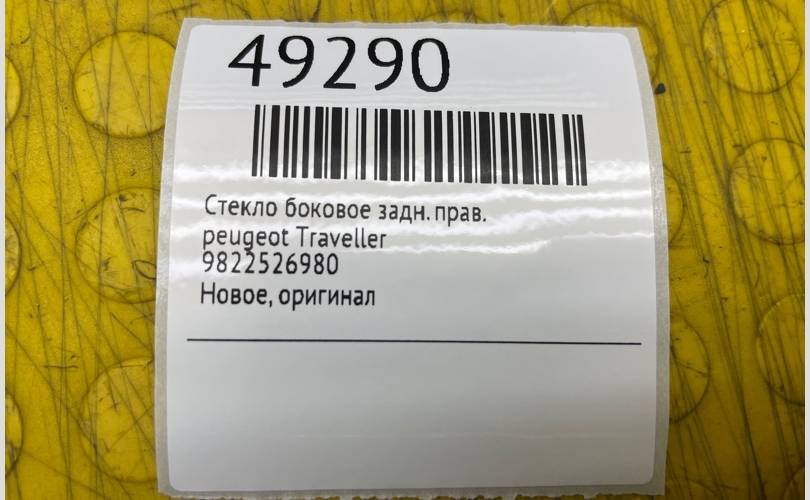 49290
Стекло боковое задн. прав.
peugeot Traveller
9822526980
Новое, оригинал